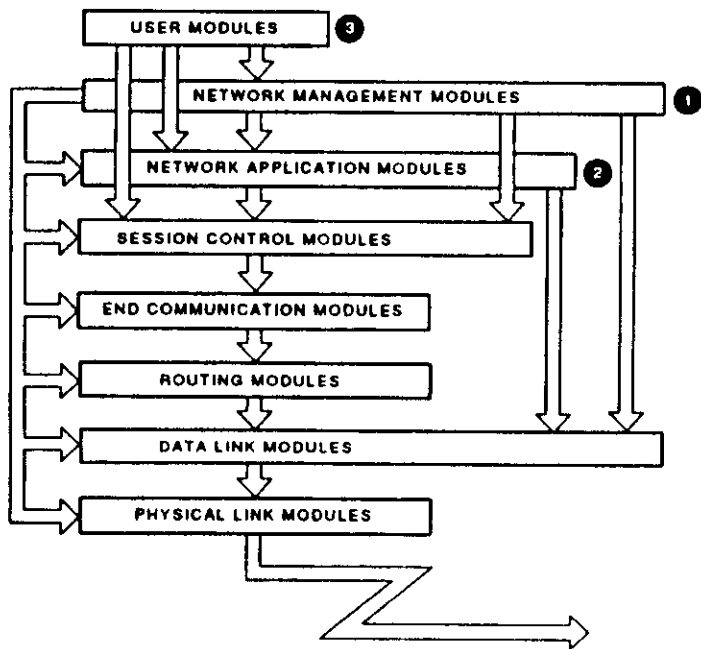 USER MODULES 3
NETWORK MANAGEMENT MODULES 1
NETWORK APPLICATION MODULES 2
SESSION CONTROL MODULES
END COMMUNICATION MODULES
ROUTING MODULES
DATA LINK MODULES
PHYSICAL LINK MODULES